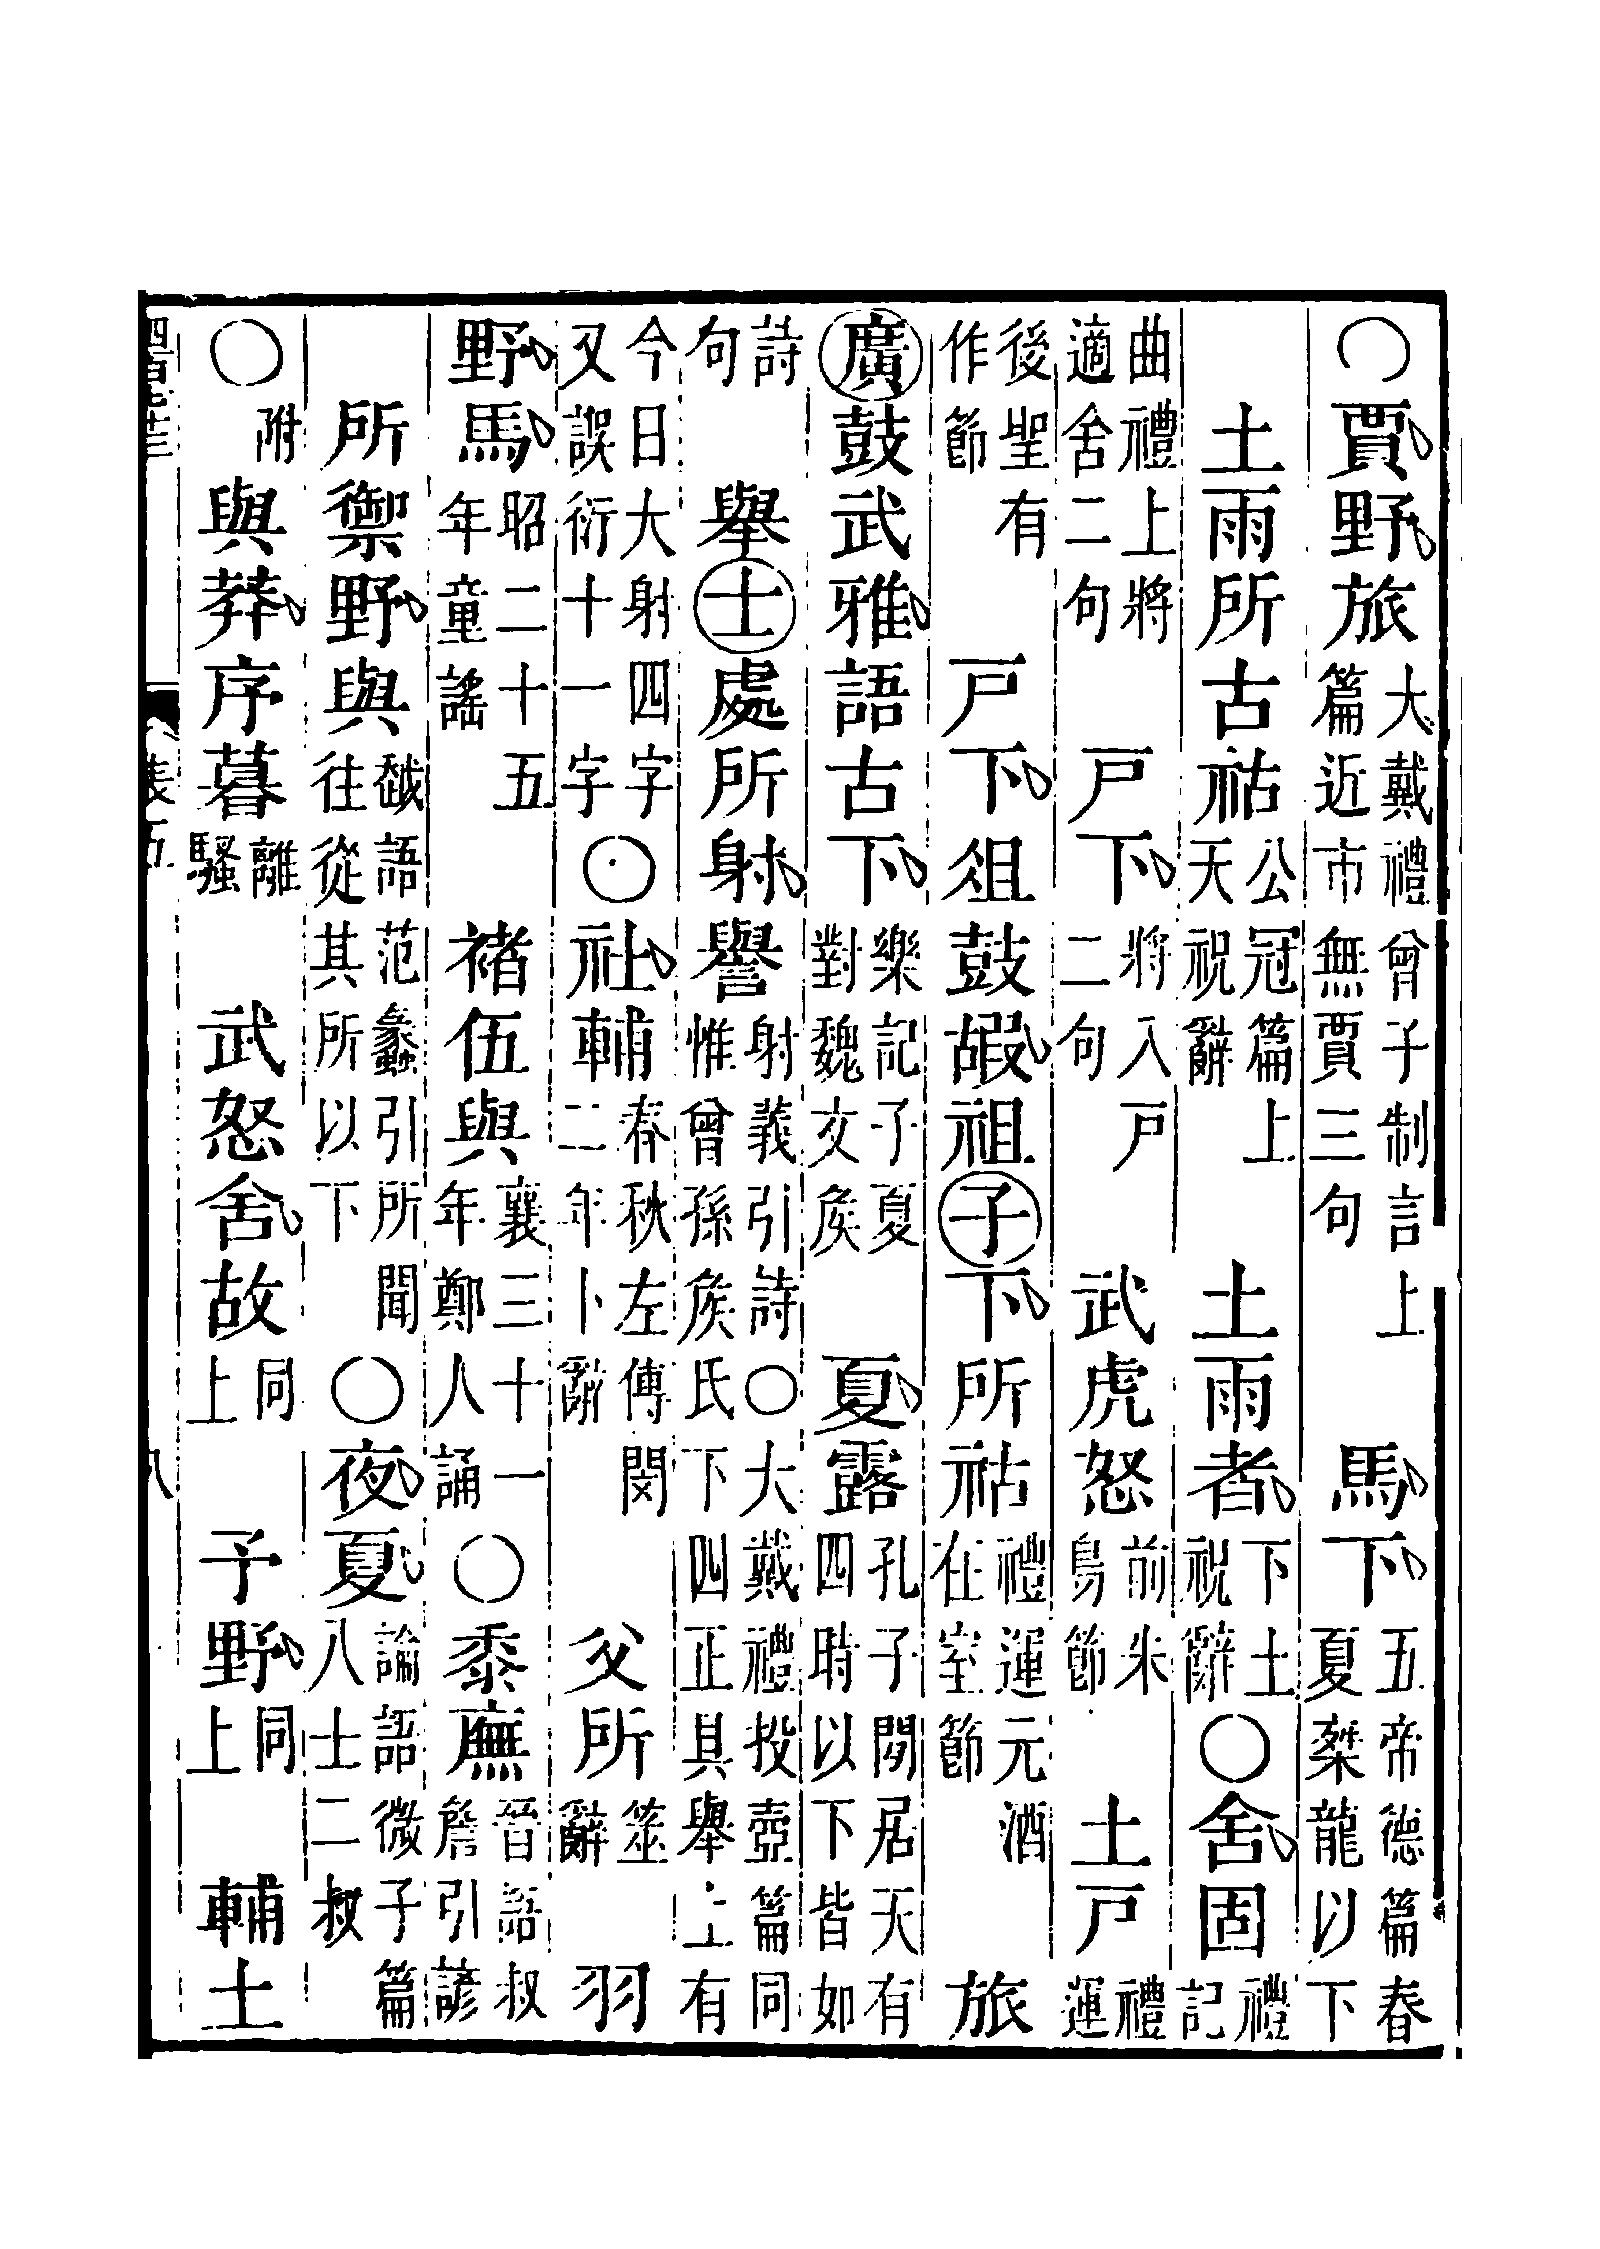 ○賈野旅大戴禮曾子制言上篇近市無賈三句　馬下五帝德篇春夏桀龍以下
土雨所古祜公冠篇上天祝辭　土雨者下土祝辭○舍固禮記
曲禮上將適舍二句　戸下將入戸二句　武虎怒前朱鳥節　土戸禮運
後聖有作節　戸下俎鼓嘏祖子下所祜禮運元酒在室節　旅
廣鼓武雅語古下樂記子夏對魏文侯　夏露孔子閒居天有四時以下皆如
詩句　舉士處所射譽射義引詩○大戴禮投壺篇同惟曾孫侯氏下四正其舉上有
今日大射四字又誤衍十一字○社輔春秋左傳閔二年卜辭　父所筮辭　羽
野馬昭二十五年童謠　褚伍與襄三十一年鄭人誦○黍廡晉語叔詹引諺
所禦野與越語范蠡引所聞往從其所以下○夜夏論語微子篇八士二叔
○附與莽序暮離騷　武怒舍故同上　予野同上　輔土
表五　八